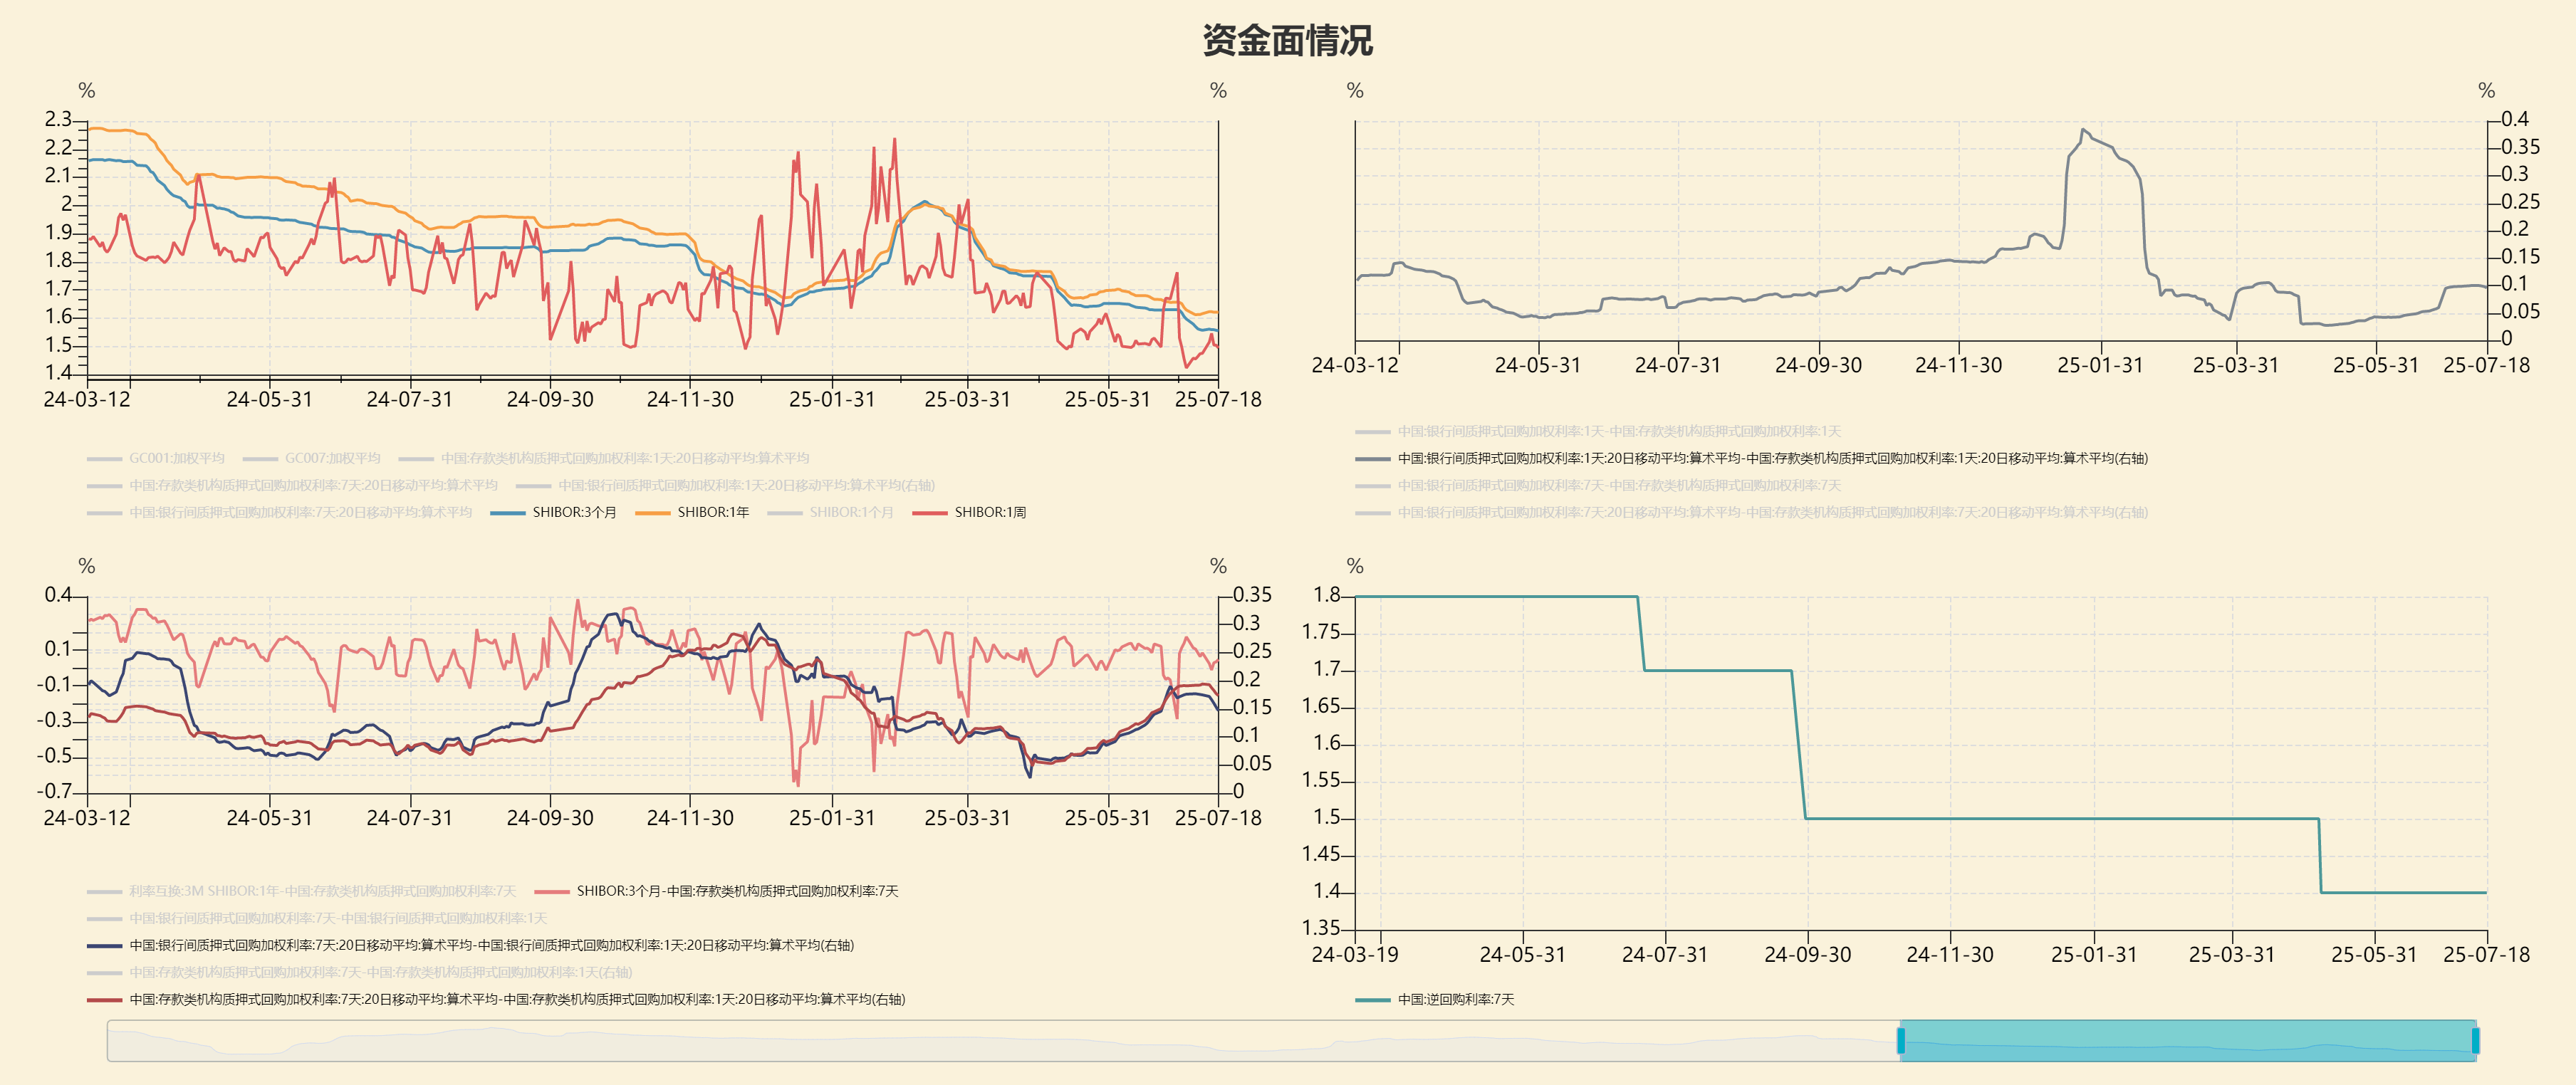 资金面情况
%
%
2.3
2.2
2.1
2
1.9
1.8
1.7
1.6
1.5
1.4
24-03-12 24-05-31 24-07-31 24-09-30 24-11-30 25-01-31 25-03-31 25-05-31 25-07-18
GC001:加权平均 GC007:加权平均 中国:存款类机构质押式回购加权利率:1天:20日移动平均:算术平均
中国:存款类机构质押式回购加权利率:7天:20日移动平均:算术平均 中国:银行间质押式回购加权利率:1天:20日移动平均:算术平均(右轴)
中国:银行间质押式回购加权利率:7天:20日移动平均:算术平均 SHIBOR:3个月 SHIBOR:1年 SHIBOR:1个月 SHIBOR:1周
%
%
0.4
0.35
0.3
0.25
0.2
0.15
0.1
0.05
0
24-03-12 24-05-31 24-07-31 24-09-30 24-11-30 25-01-31 25-03-31 25-05-31 25-07-18
中国:银行间质押式回购加权利率:1天-中国:存款类机构质押式回购加权利率:1天
中国:银行间质押式回购加权利率:1天:20日移动平均:算术平均-中国:存款类机构质押式回购加权利率:1天:20日移动平均:算术平均(右轴)
中国:银行间质押式回购加权利率:7天-中国:存款类机构质押式回购加权利率:7天
中国:银行间质押式回购加权利率:7天:20日移动平均:算术平均-中国:存款类机构质押式回购加权利率:7天:20日移动平均:算术平均(右轴)
%
%
0.4
0.1
-0.1
-0.3
-0.5
-0.7
0.35
0.3
0.25
0.2
0.15
0.1
0.05
0
24-03-12 24-05-31 24-07-31 24-09-30 24-11-30 25-01-31 25-03-31 25-05-31 25-07-18
利率互换:3M SHIBOR:1年-中国:存款类机构质押式回购加权利率:7天 SHIBOR:3个月-中国:存款类机构质押式回购加权利率:7天
中国:银行间质押式回购加权利率:7天-中国:银行间质押式回购加权利率:1天
中国:银行间质押式回购加权利率:7天:20日移动平均:算术平均-中国:银行间质押式回购加权利率:1天:20日移动平均:算术平均(右轴)
中国:存款类机构质押式回购加权利率:7天-中国:存款类机构质押式回购加权利率:1天(右轴)
中国:存款类机构质押式回购加权利率:7天:20日移动平均:算术平均-中国:存款类机构质押式回购加权利率:1天:20日移动平均:算术平均(右轴)
%
1.8
1.75
1.7
1.65
1.6
1.55
1.5
1.45
1.4
1.35
24-03-19 24-05-31 24-07-31 24-09-30 24-11-30 25-01-31 25-03-31 25-05-31 25-07-18
中国:逆回购利率:7天